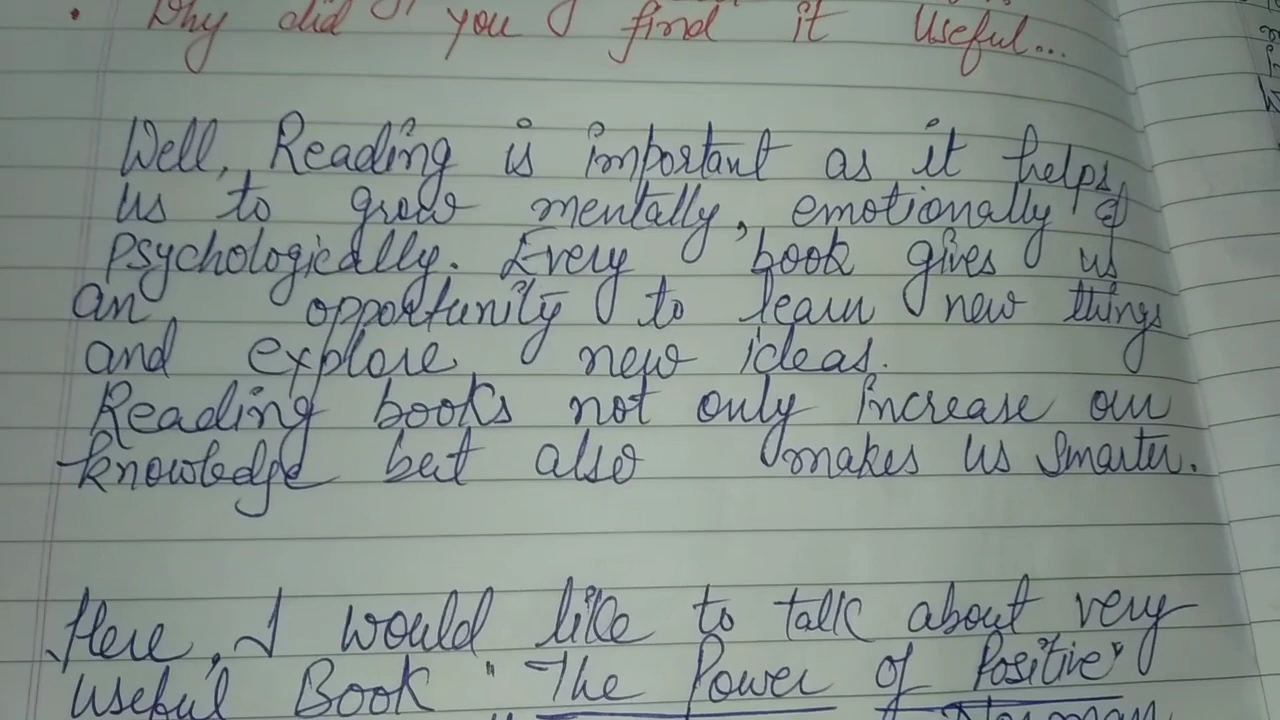 • Why did you find it Useful...
Well, Reading is important as it helps
us to grow mentally, emotionally &
Psychologically. Every book gives us
an opportunity to learn new things
and explore new ideas.
Reading books not only increase our
knowledge but also makes us smarter.
Here, I would like to talk about very
useful Book "The Power of Positive"
Norman